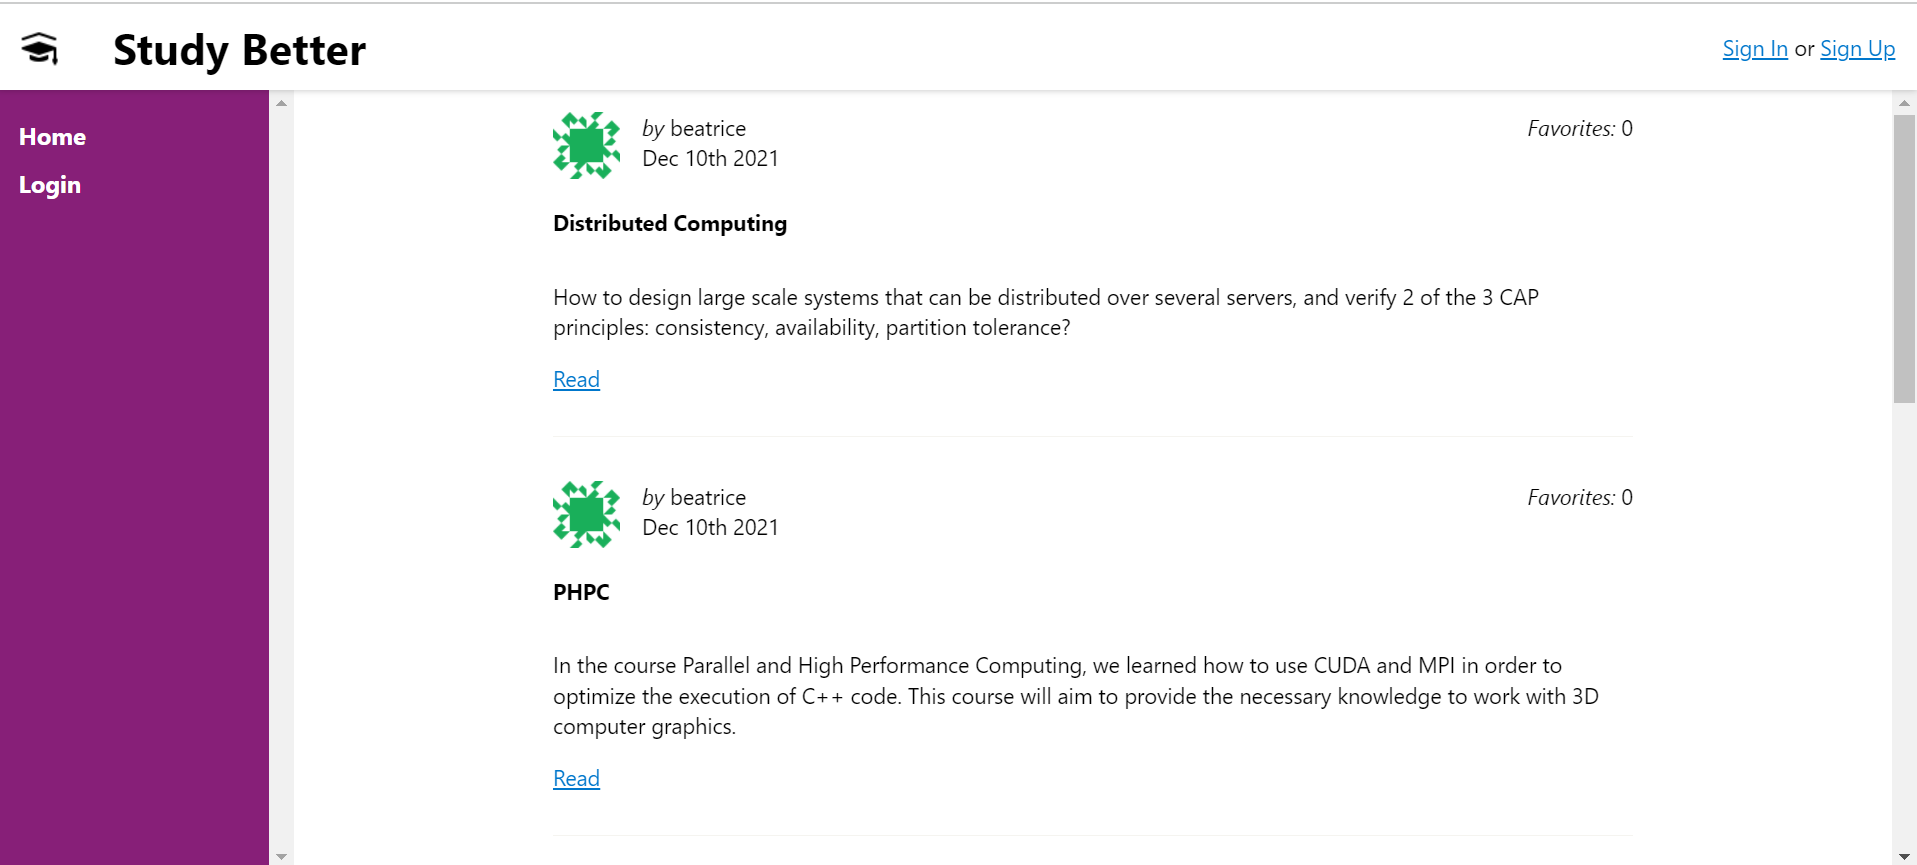 Study Better
Sign In or Sign Up
Home
Login
by beatrice
Favorites: 0
Dec 10th 2021
Distributed Computing
How to design large scale systems that can be distributed over several servers, and verify 2 of the 3 CAP
principles: consistency, availability, partition tolerance?
Read
by beatrice
Favorites: 0
Dec 10th 2021
PHPC
In the course Parallel and High Performance Computing, we learned how to use CUDA and MPI in order to
optimize the execution of C++ code. This course will aim to provide the necessary knowledge to work with 3D
computer graphics.
Read